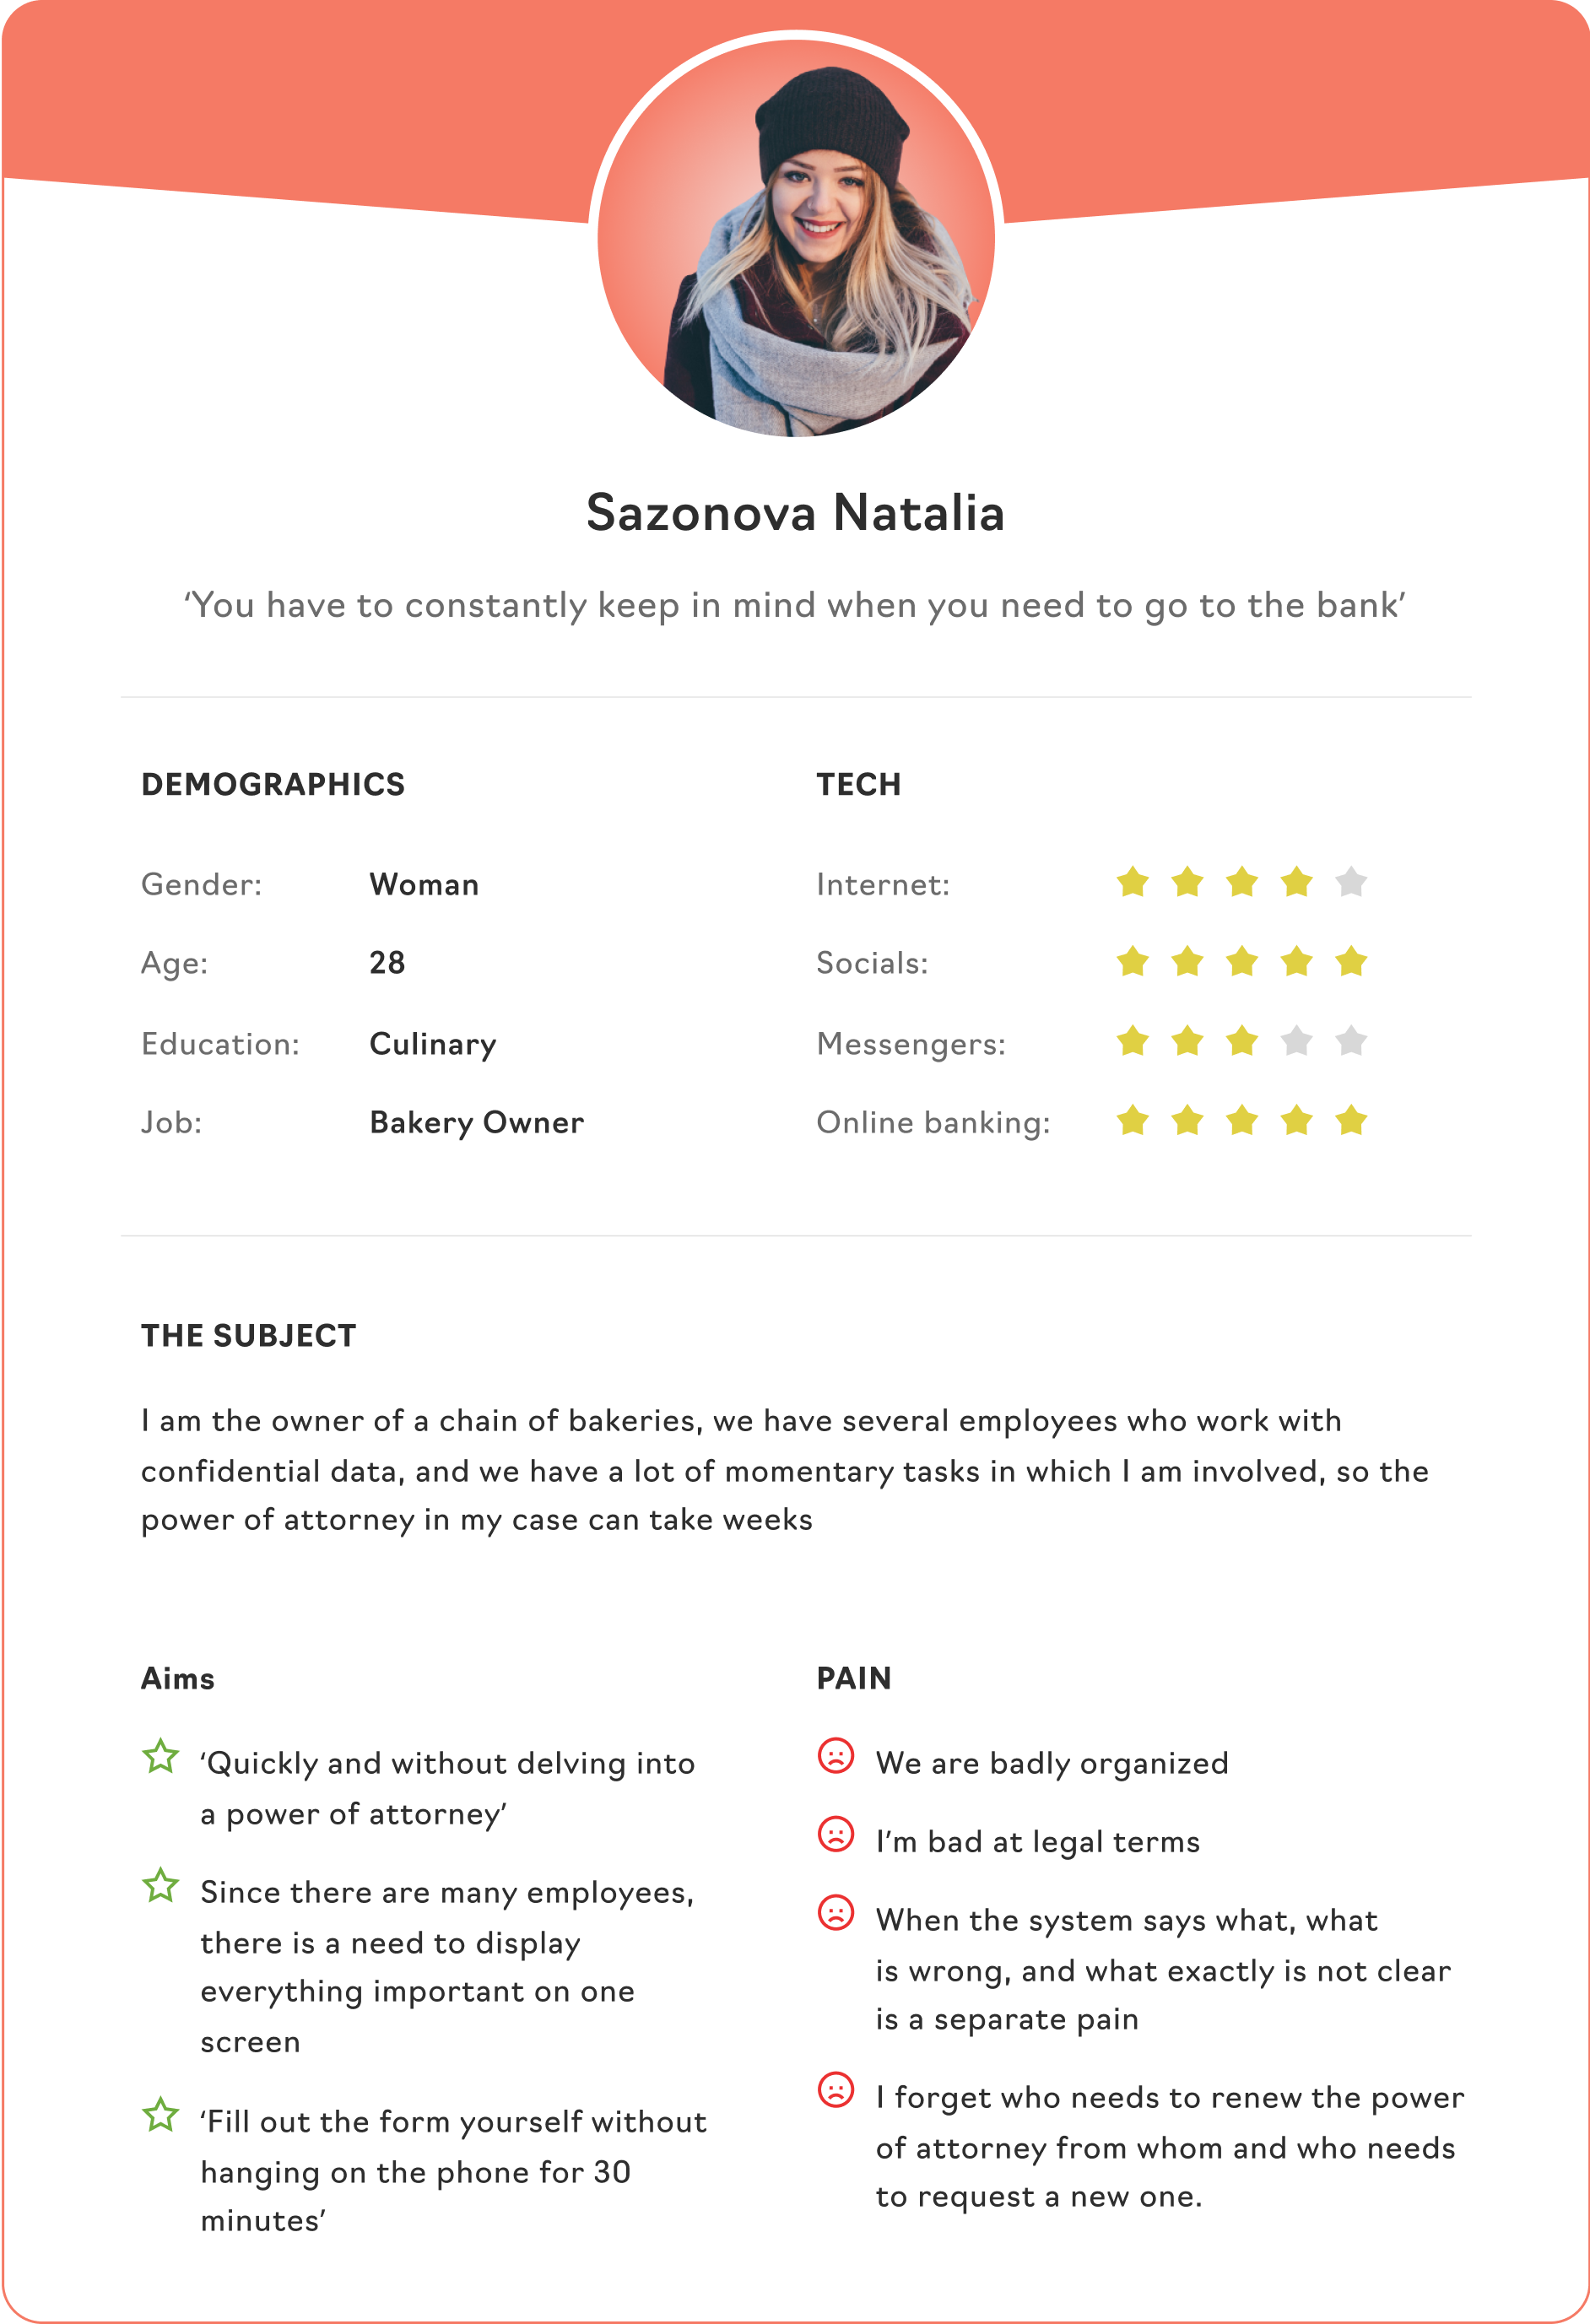 Sazonova Natalia
‘You have to constantly keep in mind when you need to go to the bank’
DEMOGRAPHICS
Gender: Woman
Age: 28
Education: Culinary
Job: Bakery Owner
TECH
Internet:
Socials:
Messengers:
Online banking:
THE SUBJECT
I am the owner of a chain of bakeries, we have several employees who work with
confidential data, and we have a lot of momentary tasks in which I am involved, so the
power of attorney in my case can take weeks
Aims
‘Quickly and without delving into
a power of attorney’
Since there are many employees,
there is a need to display
everything important on one
screen
‘Fill out the form yourself without
hanging on the phone for 30
minutes’
PAIN
We are badly organized
I’m bad at legal terms
When the system says what, what
is wrong, and what exactly is not clear
is a separate pain
I forget who needs to renew the power
of attorney from whom and who needs
to request a new one.